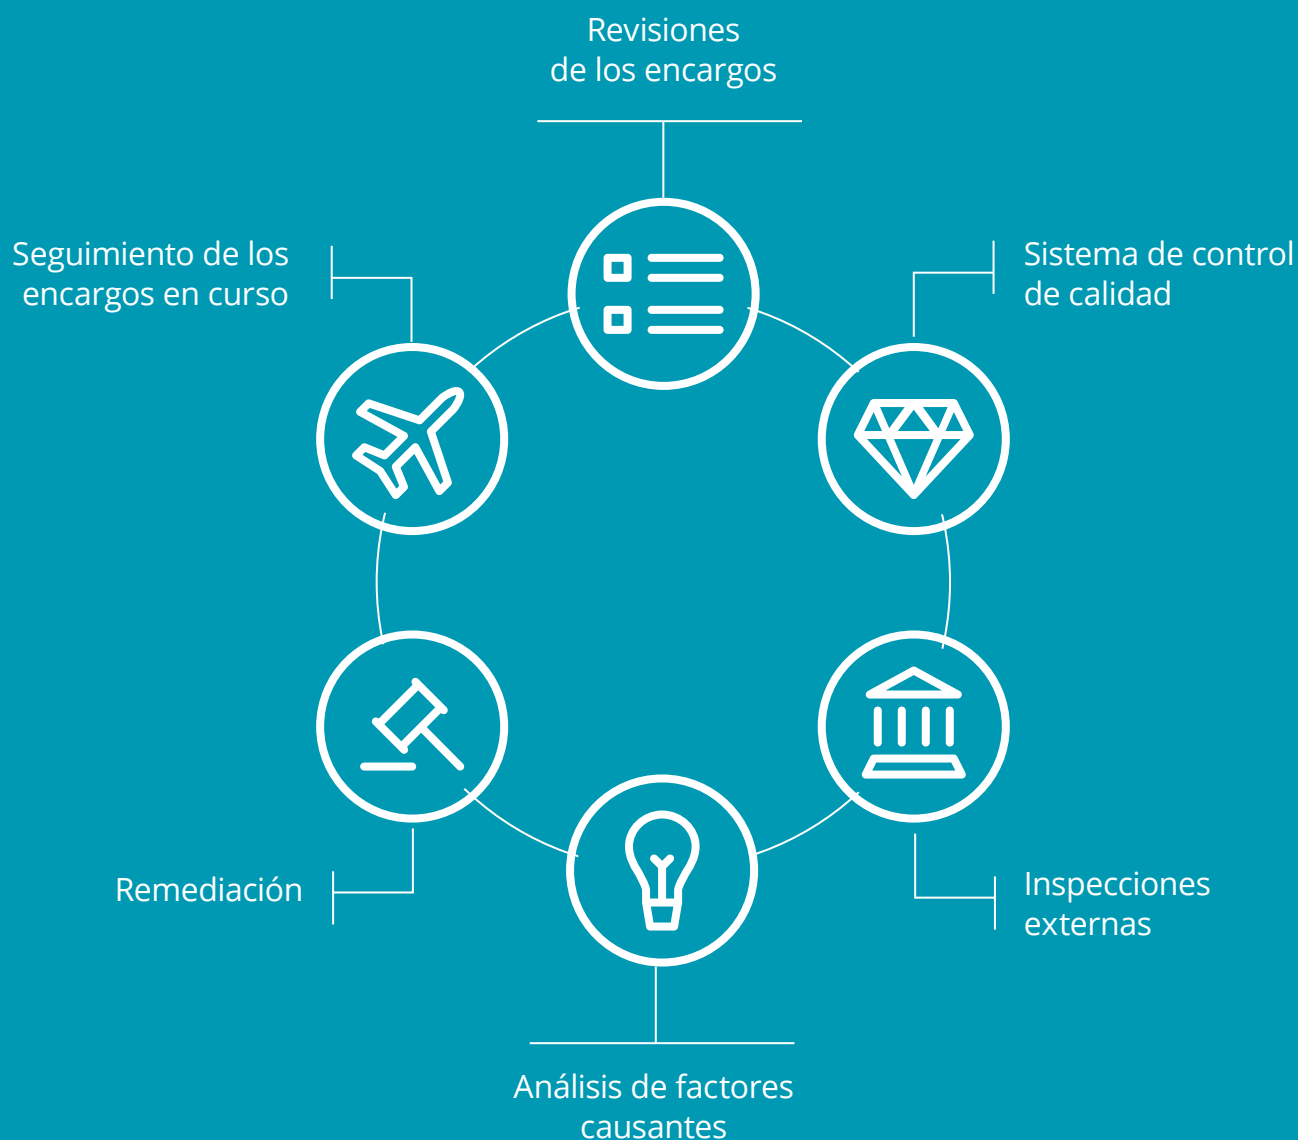 Revisiones
de los encargos
Seguimiento de los
encargos en curso
Sistema de control
de calidad
Remediación
Inspecciones
externas
Análisis de factores
causantes